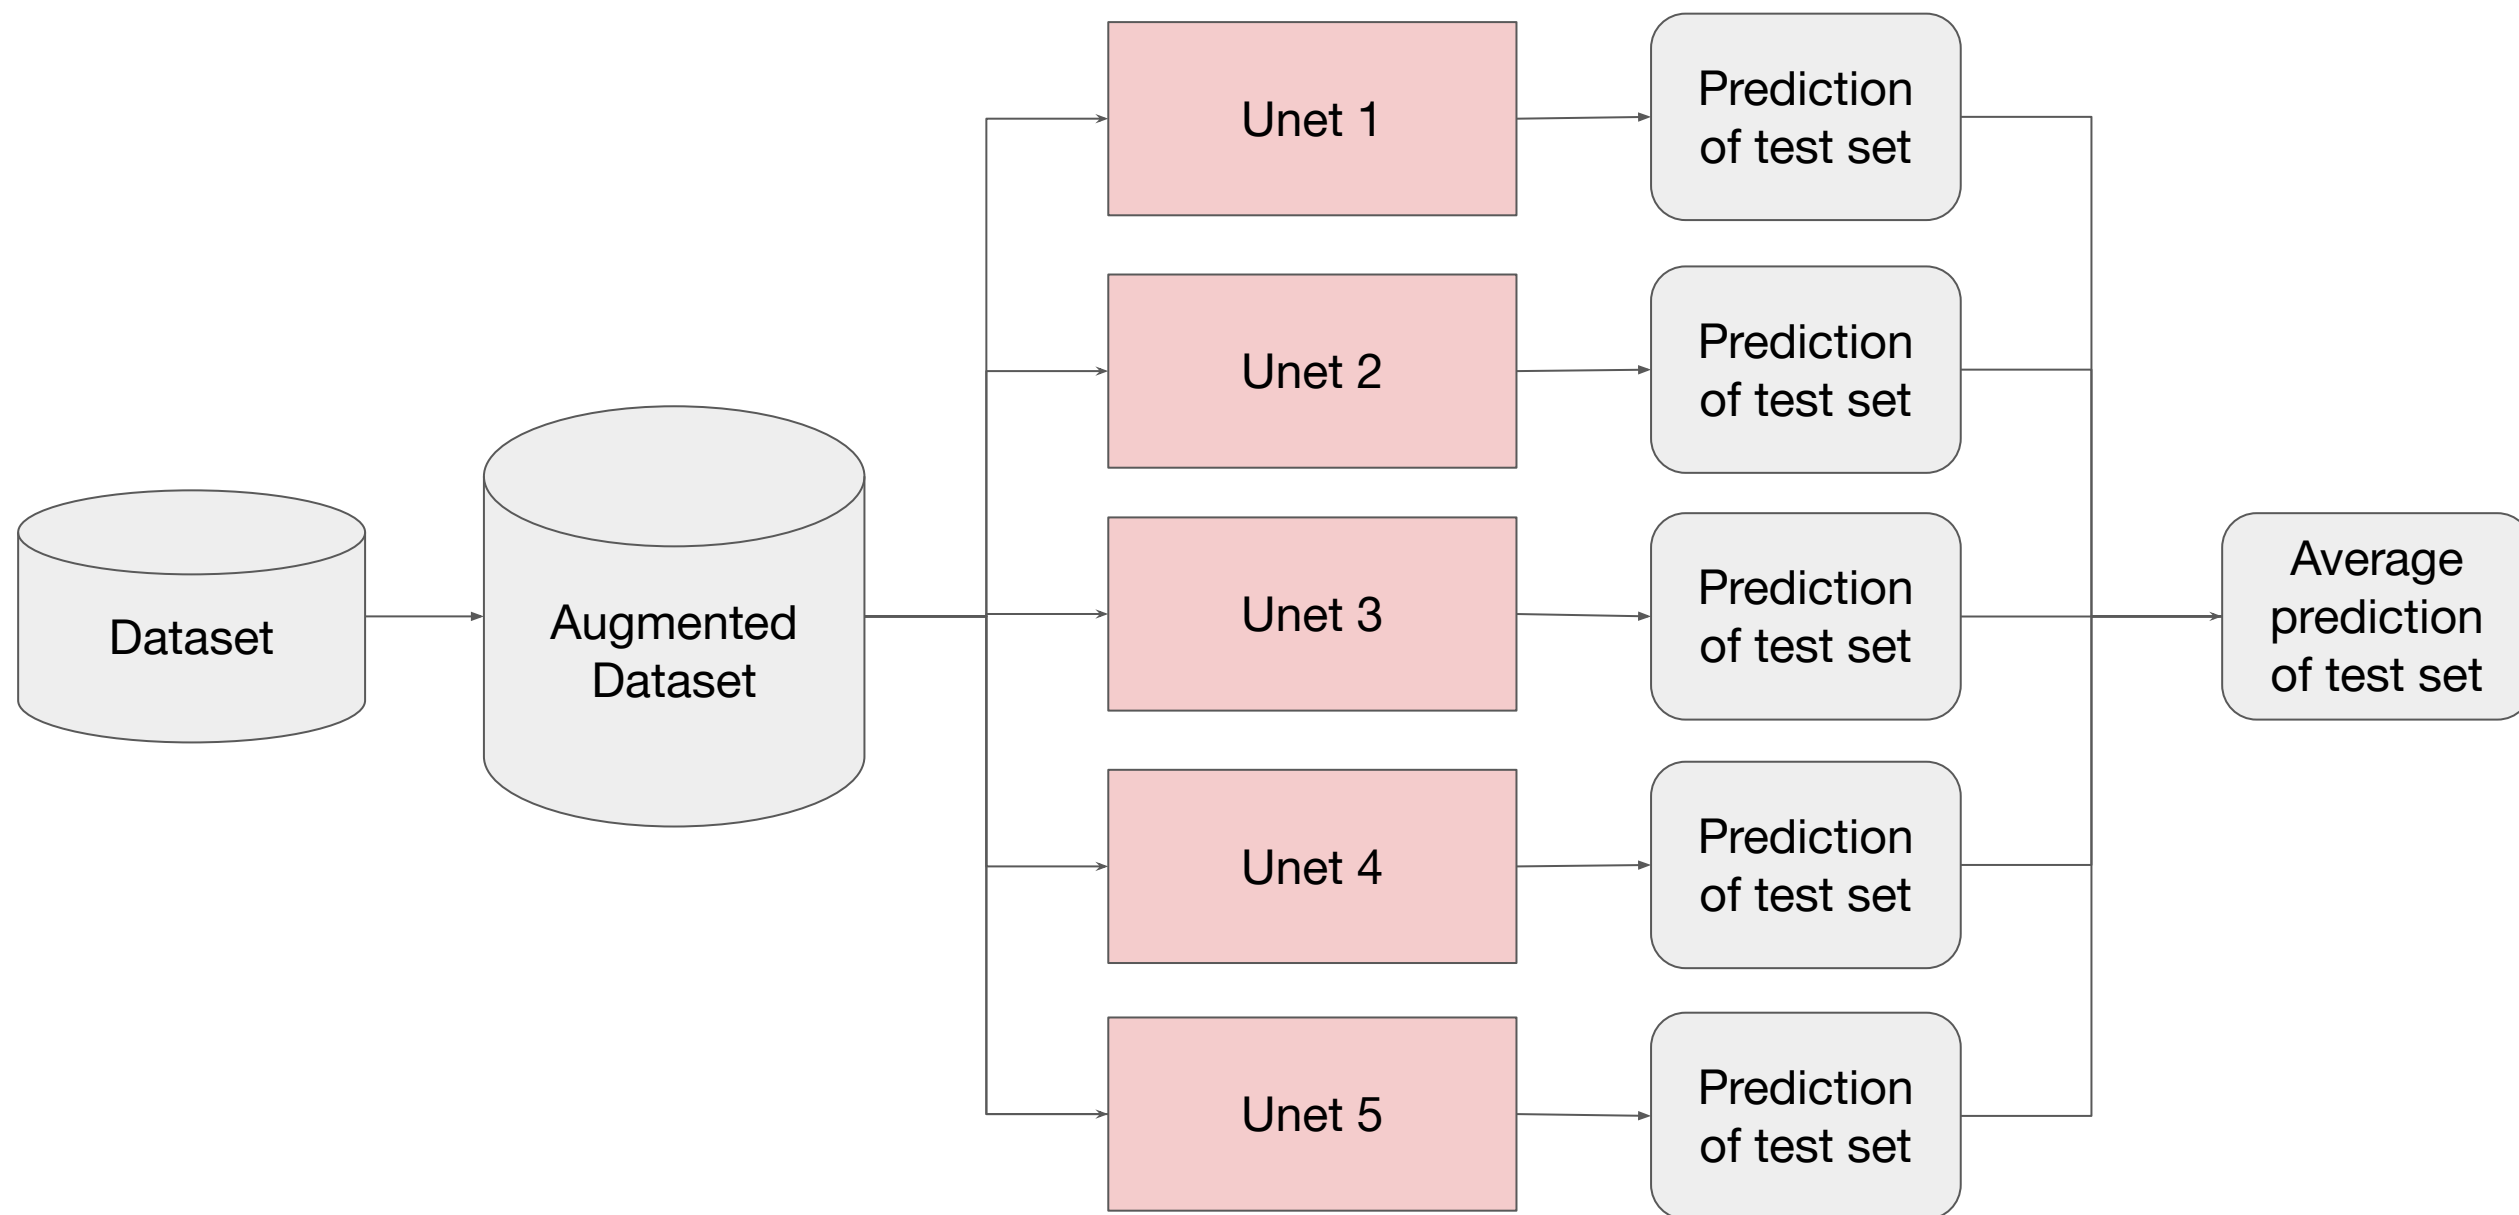 Dataset
Augmented
Dataset
Unet 1
Prediction
of test set
Unet 2
Prediction
of test set
Unet 3
Prediction
of test set
Unet 4
Prediction
of test set
Unet 5
Prediction
of test set
Average
prediction
of test set